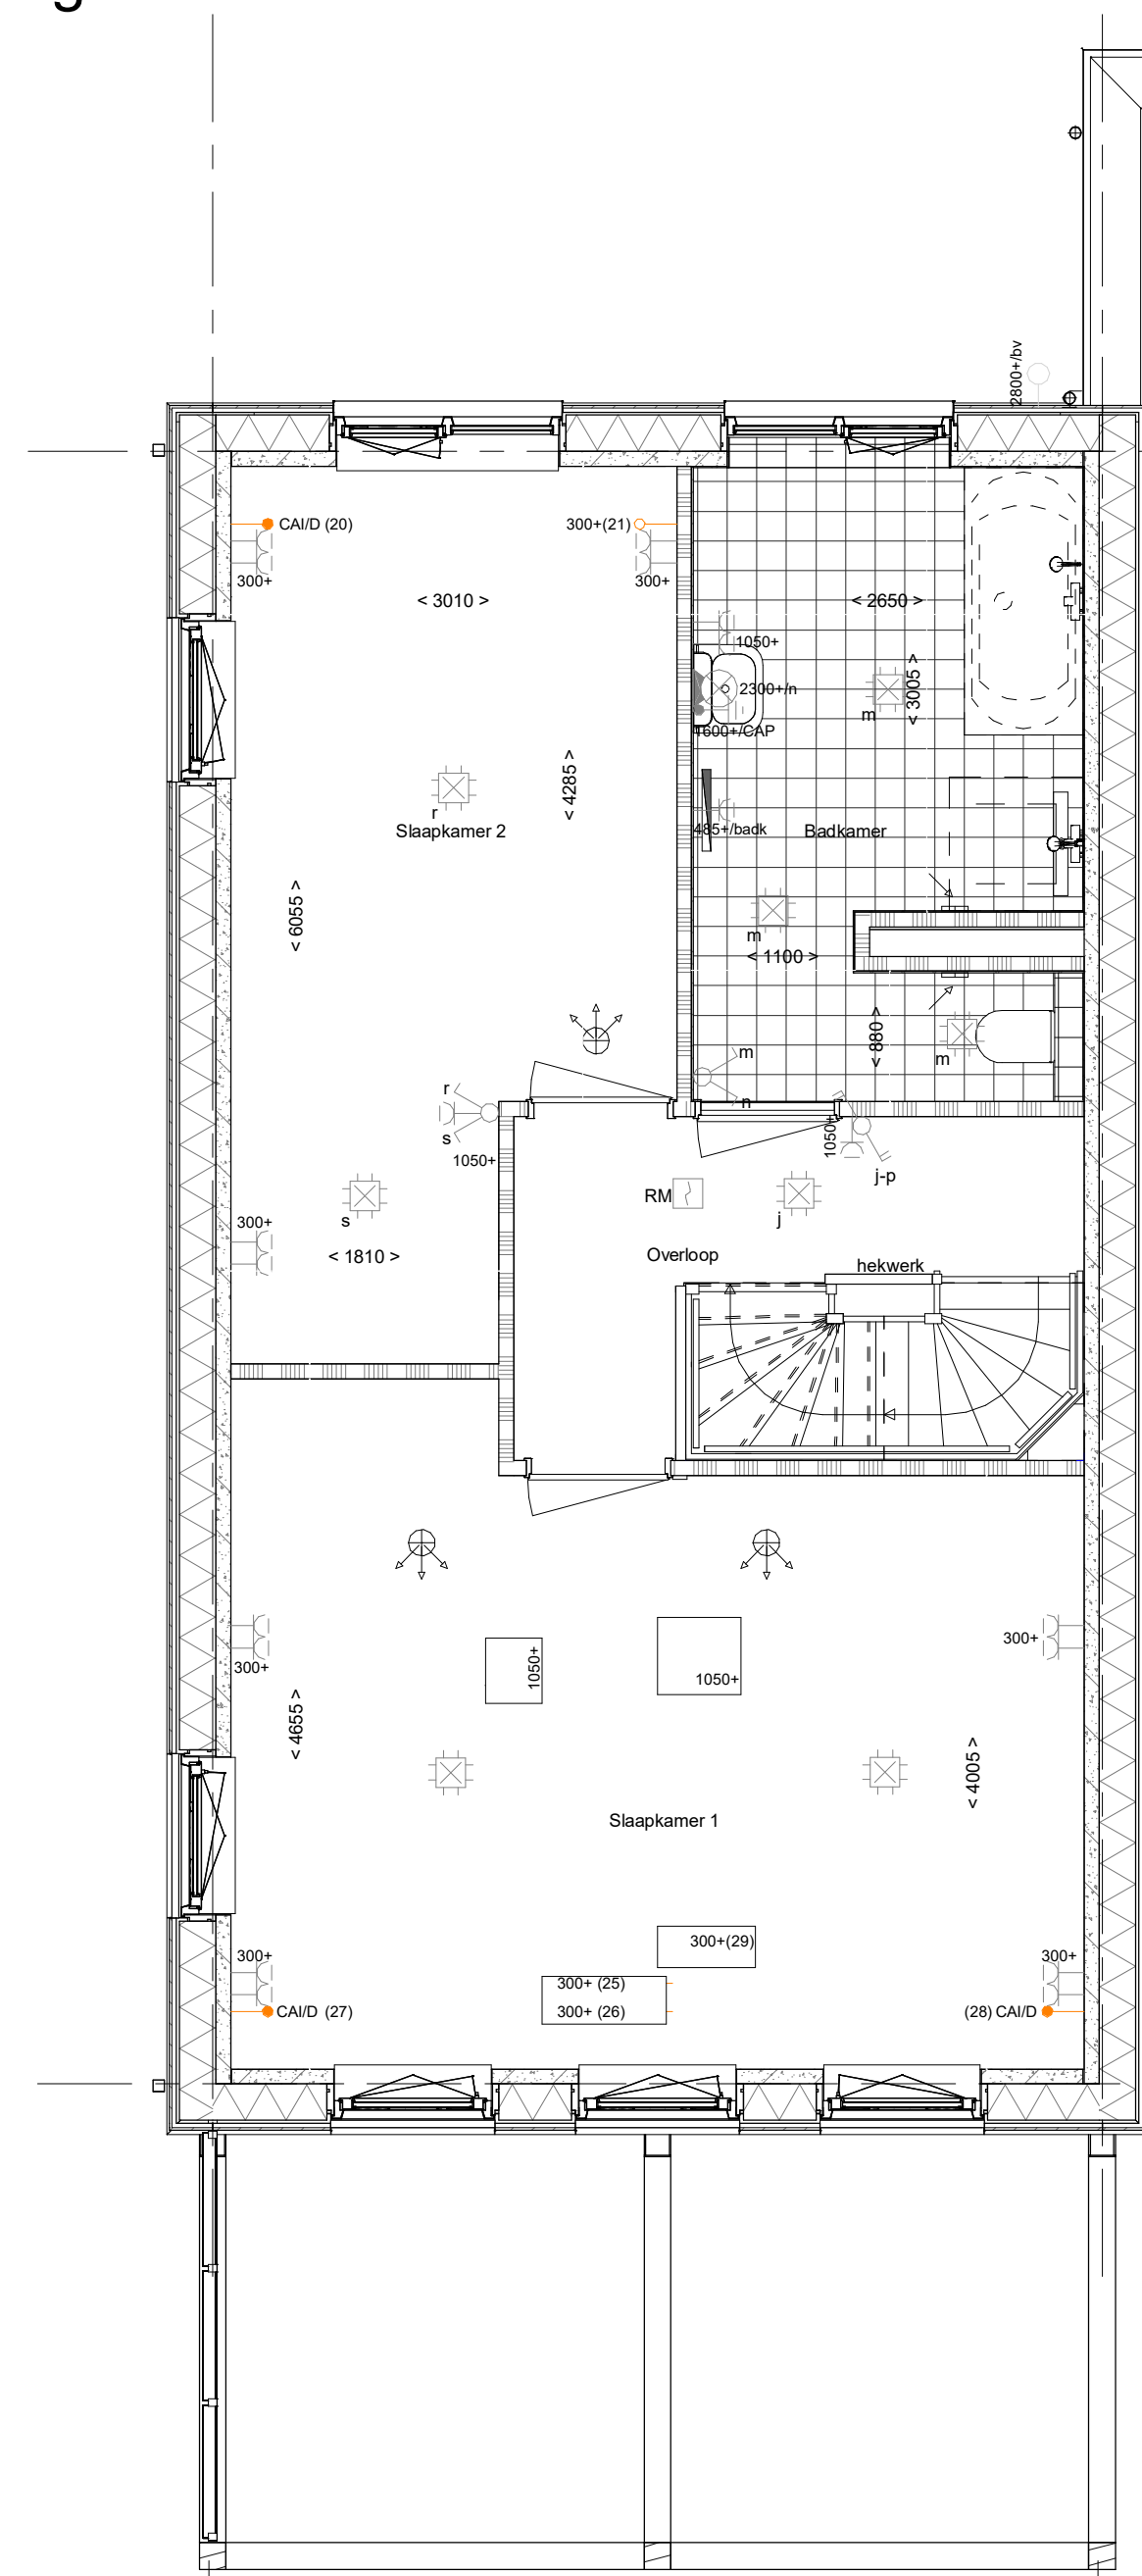 g
2800+/bv
CAI/D (20)
300+(21)
300+
300+
< 3010 >
< 2650 >
1050+
< 3005 >
2300+/n
m
1600+/CAP
< 4285 >
r
Slaapkamer 2
485+/badk
Badkamer
< 6055 >
m
< 1100 >
< 880 >
m
m
r
n
s
1050+
1050+
j-p
RM
j
300+
s
< 1810 >
Overloop
hekwerk
300+
300+
1050+
1050+
< 4655 >
< 4005 >
Slaapkamer 1
300+(29)
300+
300+
300+ (25)
300+ (26)
CAI/D (27)
(28) CAI/D